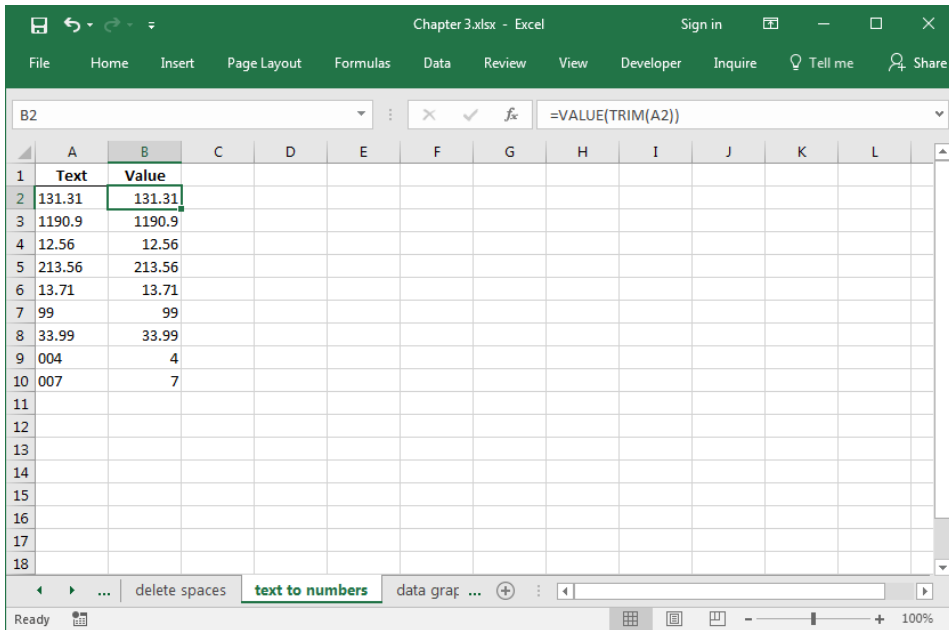 Chapter 3.xlsx - Excel Sign in
File Home Insert Page Layout Formulas Data Review View Developer Inquire Tell me Share
B2 fx =VALUE(TRIM(A2))
A B C D E F G H I J K L
1 Text Value
2 131.31 131.31
3 1190.9 1190.9
4 12.56 12.56
5 213.56 213.56
6 13.71 13.71
7 99 99
8 33.99 33.99
9 004 4
10 007 7
11
12
13
14
15
16
17
18
... delete spaces text to numbers data grap ...
Ready 100%